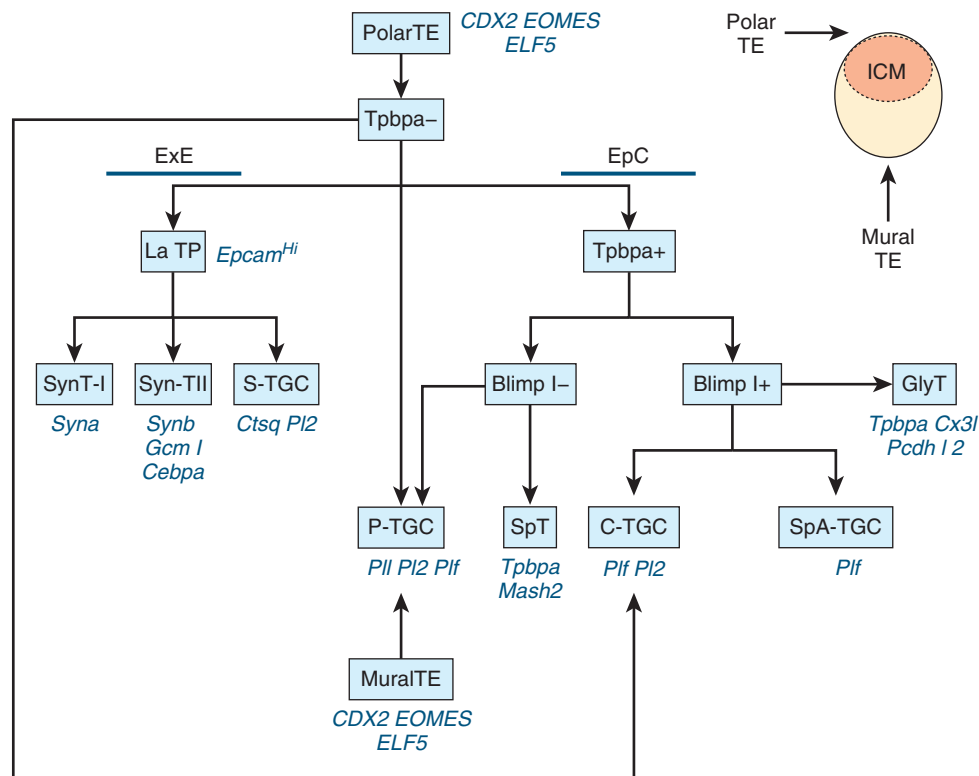 PolarTE
CDX2 EOMES
ELF5
Polar
TE
ICM
Mural
TE
Tpbpa–
ExE
EpC
La TP
Epcam^Hi
Tpbpa+
SynT-I
Syn-TII
S-TGC
Syna
Synb
Gcm I
Cebpa
Ctsq Pl2
Blimp I–
Blimp I+
GlyT
Tpbpa Cx3l
Pcdh l 2
P-TGC
SpT
C-TGC
SpA-TGC
Pll Pl2 Plf
Tpbpa
Mash2
Plf Pl2
Plf
MuralTE
CDX2 EOMES
ELF5